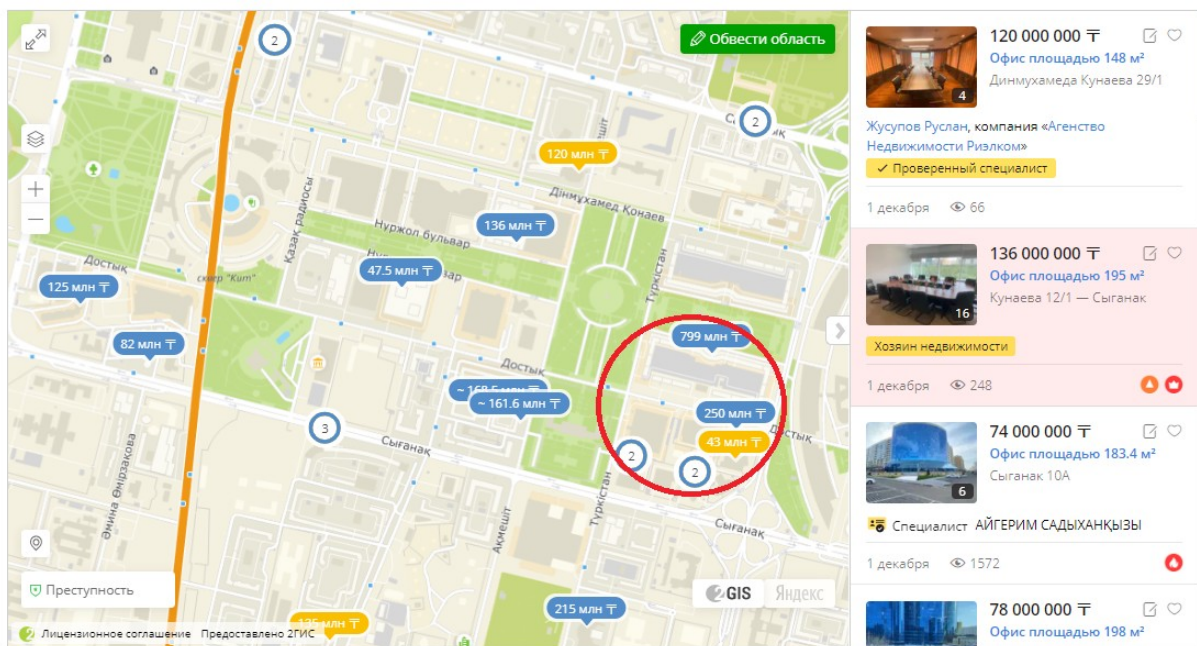 2
Обвести область
2
120 млн ₸
Дінмұхамед Қонаев
Қазақ радиосы
Нұржол бульвар
136 млн ₸
47.5 млн ₸
Түркістан
Достық
сквер "Кит"
125 млн ₸
82 млн ₸
799 млн ₸
Достық
~ 161.6 млн ₸
250 млн ₸
43 млн ₸
Достық
3
Сығанақ
2
2
Әмина Өмірзақова
Ақмешіт
Түркістан
Сығанақ
Преступность
2GIS
Яндекс
215 млн ₸
Лицензионное соглашение Предоставлено 2ГИС
120 000 000 ₸
Офис площадью 148 м²
Динмухамеда Кунаева 29/1
4
Жусупов Руслан, компания «Агенство
Недвижимости Риэлком»
Проверенный специалист
1 декабря 66
136 000 000 ₸
Офис площадью 195 м²
Кунаева 12/1 — Сыганак
16
Хозяин недвижимости
1 декабря 248
74 000 000 ₸
Офис площадью 183.4 м²
Сыганак 10А
6
Специалист АЙГЕРИМ САДЫХАНҚЫЗЫ
1 декабря 1572
78 000 000 ₸
Офис площадью 198 м²